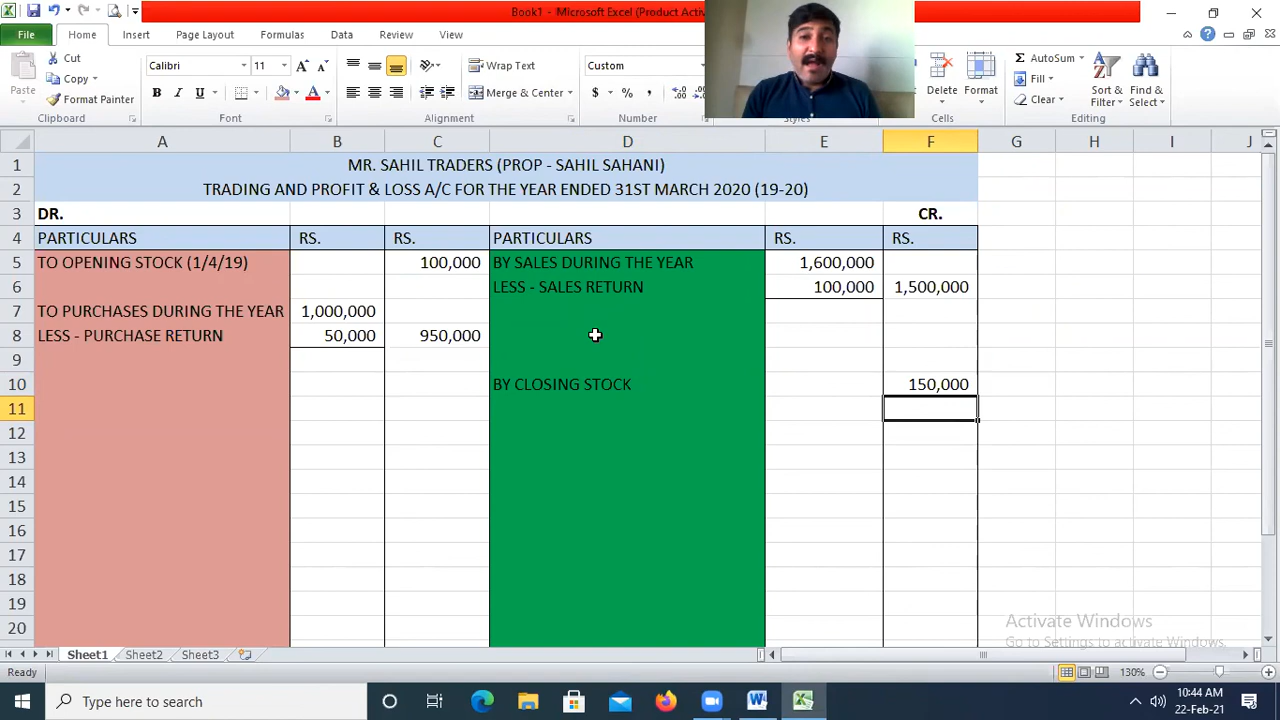 Book1 - Microsoft Excel (Product Activ
File Home Insert Page Layout Formulas Data Review View
Paste Cut Copy Format Painter Clipboard
Calibri 11 B I U Font
Wrap Text Merge & Center Alignment
Custom $ % , Number
Styles
Delete Format Cells
AutoSum Fill Clear Sort & Filter Find & Select Editing
A B C D E F G H I J
1 MR. SAHIL TRADERS (PROP - SAHIL SAHANI)
2 TRADING AND PROFIT & LOSS A/C FOR THE YEAR ENDED 31ST MARCH 2020 (19-20)
3 DR. CR.
4 PARTICULARS RS. RS. PARTICULARS RS. RS.
5 TO OPENING STOCK (1/4/19) 100,000 BY SALES DURING THE YEAR 1,600,000
6 LESS - SALES RETURN 100,000 1,500,000
7 TO PURCHASES DURING THE YEAR 1,000,000
8 LESS - PURCHASE RETURN 50,000 950,000
9
10 BY CLOSING STOCK 150,000
11
12
13
14
15
16
17
18
19
20
Activate Windows
Go to Settings to activate Windows.
Sheet1 Sheet2 Sheet3
Ready 130%
Type here to search
10:44 AM
22-Feb-21